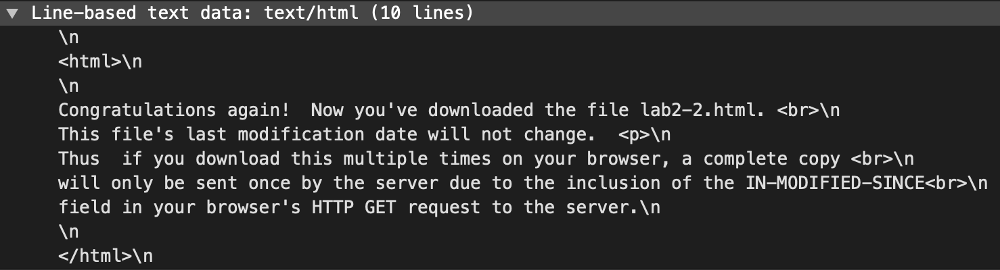 ▼ Line-based text data: text/html (10 lines)
\n
<html>\n
\n
Congratulations again!  Now you've downloaded the file lab2-2.html. <br>\n
This file's last modification date will not change.  <p>\n
Thus  if you download this multiple times on your browser, a complete copy <br>\n
will only be sent once by the server due to the inclusion of the IN-MODIFIED-SINCE<br>\n
field in your browser's HTTP GET request to the server.\n
\n
</html>\n